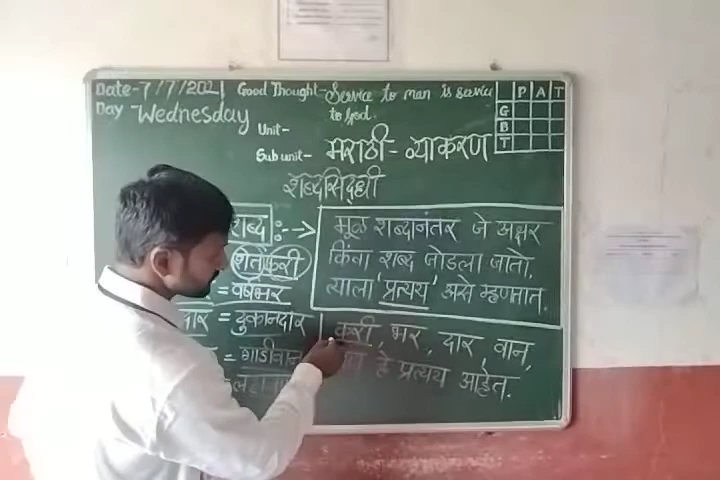 Date-7/7/2021 Good Thought- Service to man is service to God.
Day - Wednesday
P A T
G
B
T
Unit-
Sub unit- मराठी - व्याकरण
शब्दसिद्धी
शब्द :-->
शेतकरी
= वर्षभर
दार = दुकानदार
= गाडीवान
मूळ शब्दानंतर जे अक्षर
किंवा शब्द जोडला जातो,
त्याला 'प्रत्यय' असे म्हणतात.
करी, भर, दार, वान,
हे प्रत्यय आहेत.